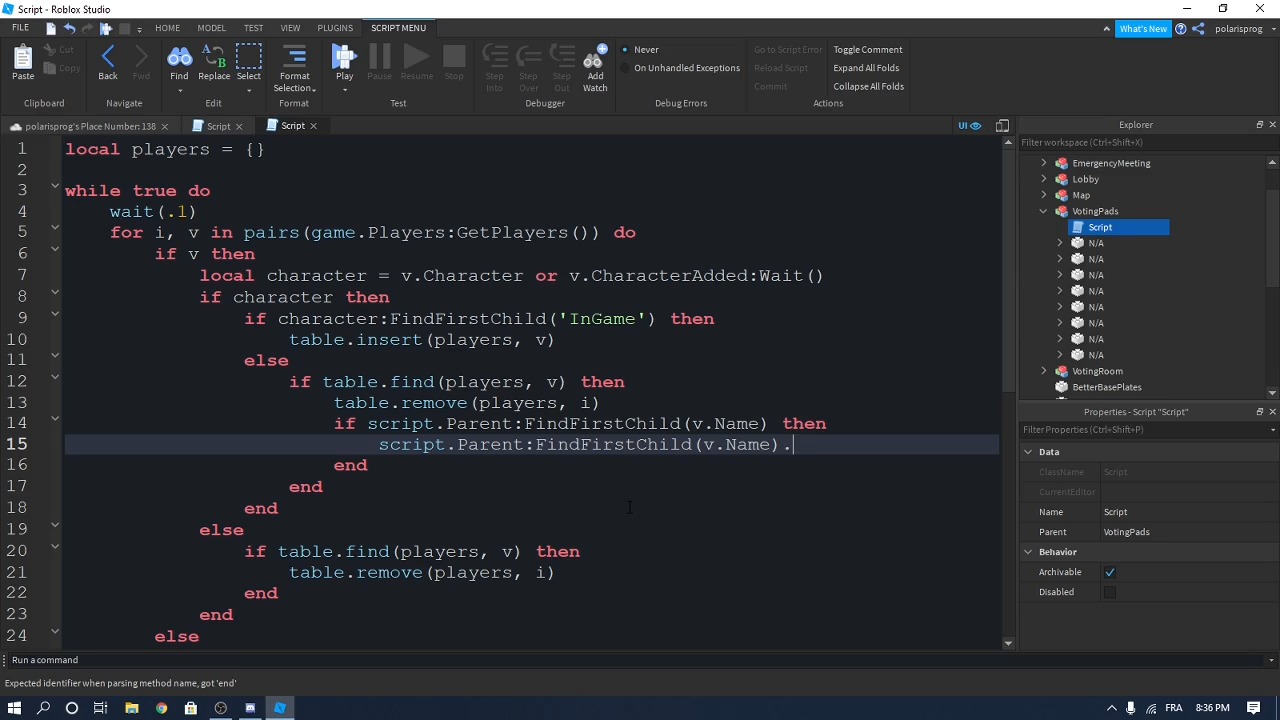 Script - Roblox Studio
FILE HOME MODEL TEST VIEW PLUGINS SCRIPT MENU What's New polarisprog
Paste Cut Copy Back Fwd Find Replace Select Format Selection Play Pause Resume Stop Step Into Step Over Step Out Add Watch
Never
On Unhandled Exceptions
Go to Script Error
Reload Script
Commit
Toggle Comment
Expand All Folds
Collapse All Folds
Clipboard Navigate Edit Format Test Debugger Debug Errors Actions
polarisprog's Place Number: 138 Script Script UI
1 local players = {}
2
3 while true do
4 wait(.1)
5 for i, v in pairs(game.Players:GetPlayers()) do
6 if v then
7 local character = v.Character or v.CharacterAdded:Wait()
8 if character then
9 if character:FindFirstChild('InGame') then
10 table.insert(players, v)
11 else
12 if table.find(players, v) then
13 table.remove(players, i)
14 if script.Parent:FindFirstChild(v.Name) then
15 script.Parent:FindFirstChild(v.Name).
16 end
17 end
18 end
19 else
20 if table.find(players, v) then
21 table.remove(players, i)
22 end
23 end
24 else
Explorer
Filter workspace (Ctrl+Shift+X)
EmergencyMeeting
Lobby
Map
VotingPads
Script
N/A
N/A
N/A
N/A
N/A
N/A
N/A
N/A
VotingRoom
BetterBasePlates
Properties - Script "Script"
Filter Properties (Ctrl+Shift+P)
Data
ClassName Script
CurrentEditor
Name Script
Parent VotingPads
Behavior
Archivable
Disabled
Run a command
Expected identifier when parsing method name, got 'end'
FRA 8:36 PM